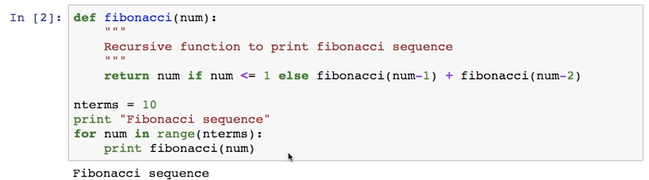 In [2]: def fibonacci(num):
"""
Recursive function to print fibonacci sequence
"""
return num if num <= 1 else fibonacci(num-1) + fibonacci(num-2)
nterms = 10
print "Fibonacci sequence"
for num in range(nterms):
print fibonacci(num)
Fibonacci sequence